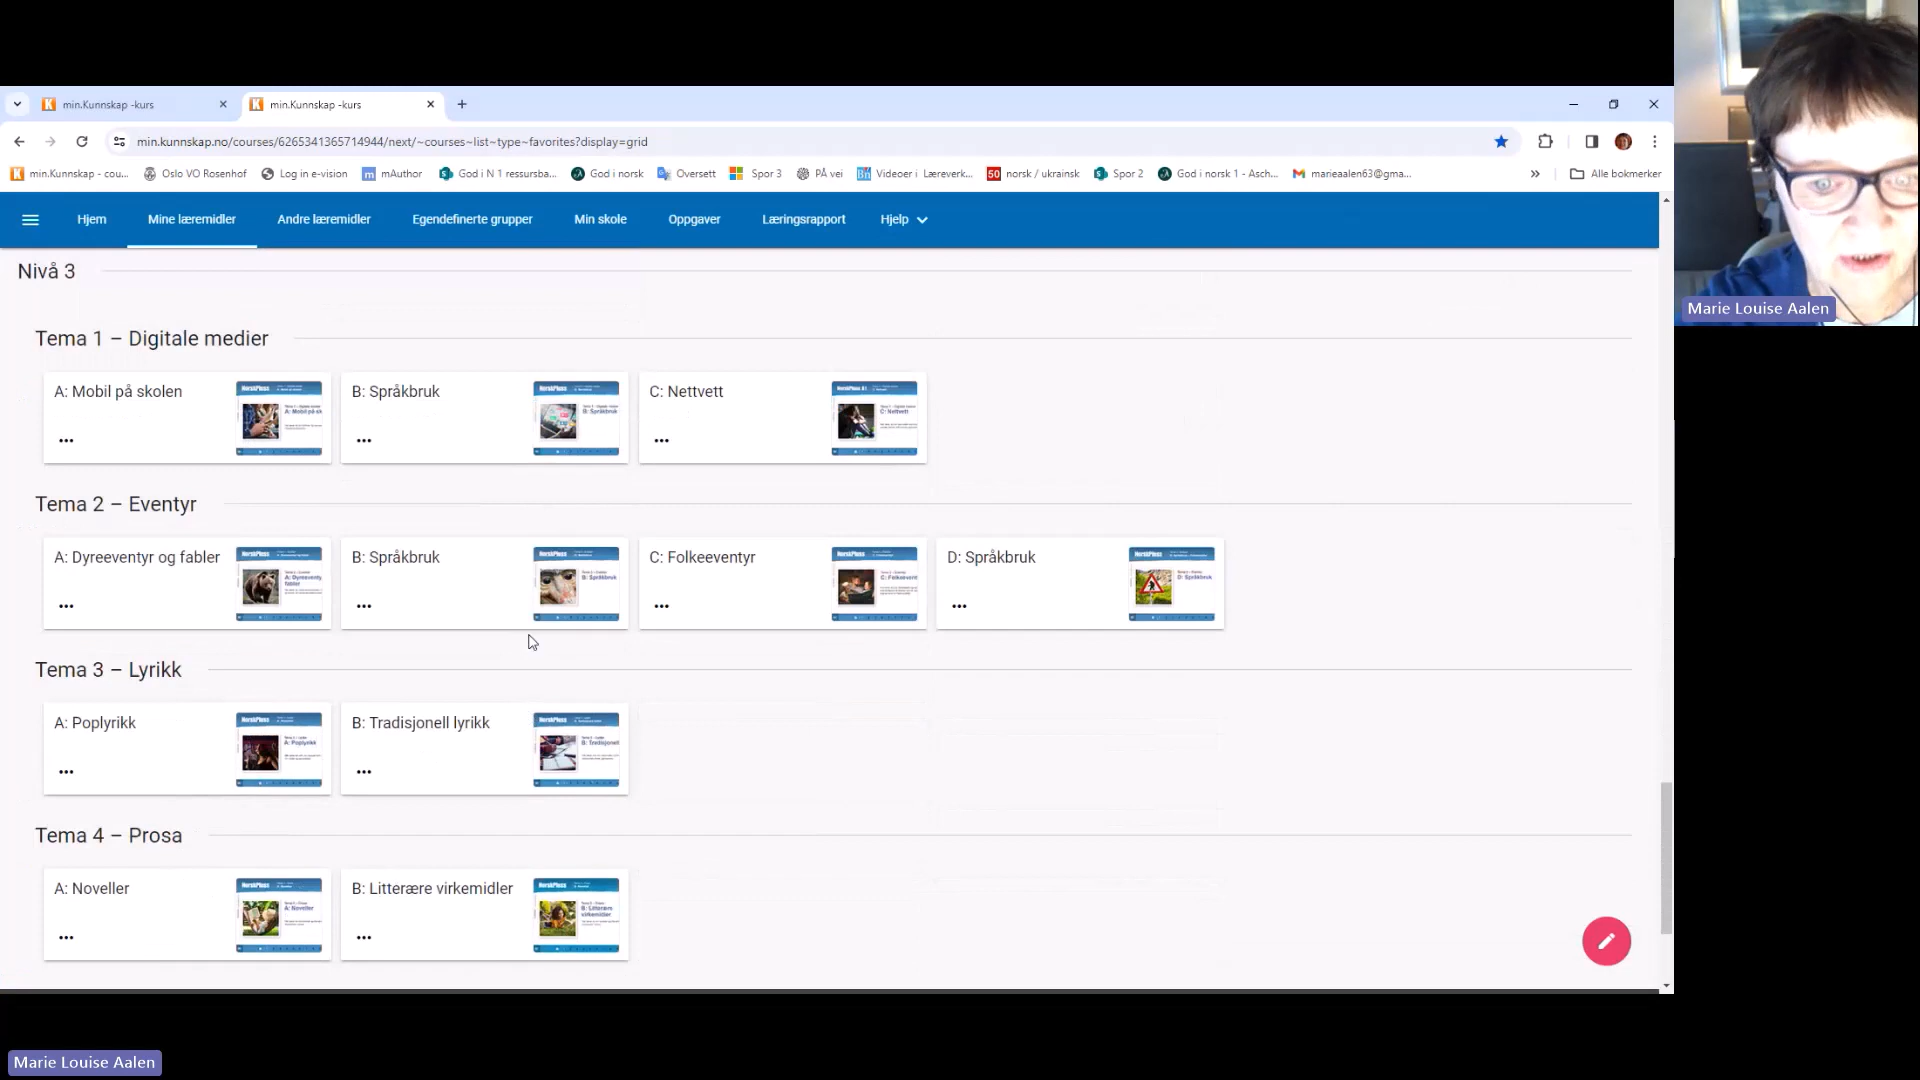 min.Kunnskap -kurs
min.Kunnskap -kurs
min.kunnskap.no/courses/6265341365714944/next/~courses~list~type~favorites?display=grid
min.Kunnskap - cou...
Oslo VO Rosenhof
Log in e-vision
mAuthor
God i N 1 ressursba...
God i norsk
Oversett
Spor 3
PÅ vei
Videoer i Læreverk...
norsk / ukrainsk
Spor 2
God i norsk 1 - Asch...
marieaalen63@gma...
Alle bokmerker
Hjem
Mine læremidler
Andre læremidler
Egendefinerte grupper
Min skole
Oppgaver
Læringsrapport
Hjelp
Nivå 3
Tema 1 – Digitale medier
A: Mobil på skolen
B: Språkbruk
C: Nettvett
Tema 2 – Eventyr
A: Dyreeventyr og fabler
B: Språkbruk
C: Folkeeventyr
D: Språkbruk
Tema 3 – Lyrikk
A: Poplyrikk
B: Tradisjonell lyrikk
Tema 4 – Prosa
A: Noveller
B: Litterære virkemidler
Marie Louise Aalen
Marie Louise Aalen